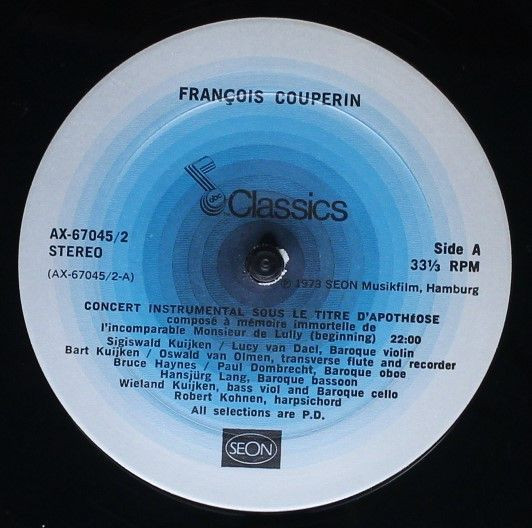 FRANÇOIS COUPERIN
abc Classics
AX-67045/2
STEREO
(AX-67045/2-A)
Side A
33⅓ RPM
℗ 1973 SEON Musikfilm, Hamburg
CONCERT INSTRUMENTAL SOUS LE TITRE D'APOTHÉOSE
composé à mémoire immortelle de
l'incomparable Monsieur de Lully (beginning) 22:00
Sigiswald Kuijken / Lucy van Dael, Baroque violin
Bart Kuijken / Oswald van Olmen, transverse flute and recorder
Bruce Haynes / Paul Dombrecht, Baroque oboe
Hansjürg Lang, Baroque bassoon
Wieland Kuijken, bass viol and Baroque cello
Robert Kohnen, harpsichord
All selections are P.D.
SEON